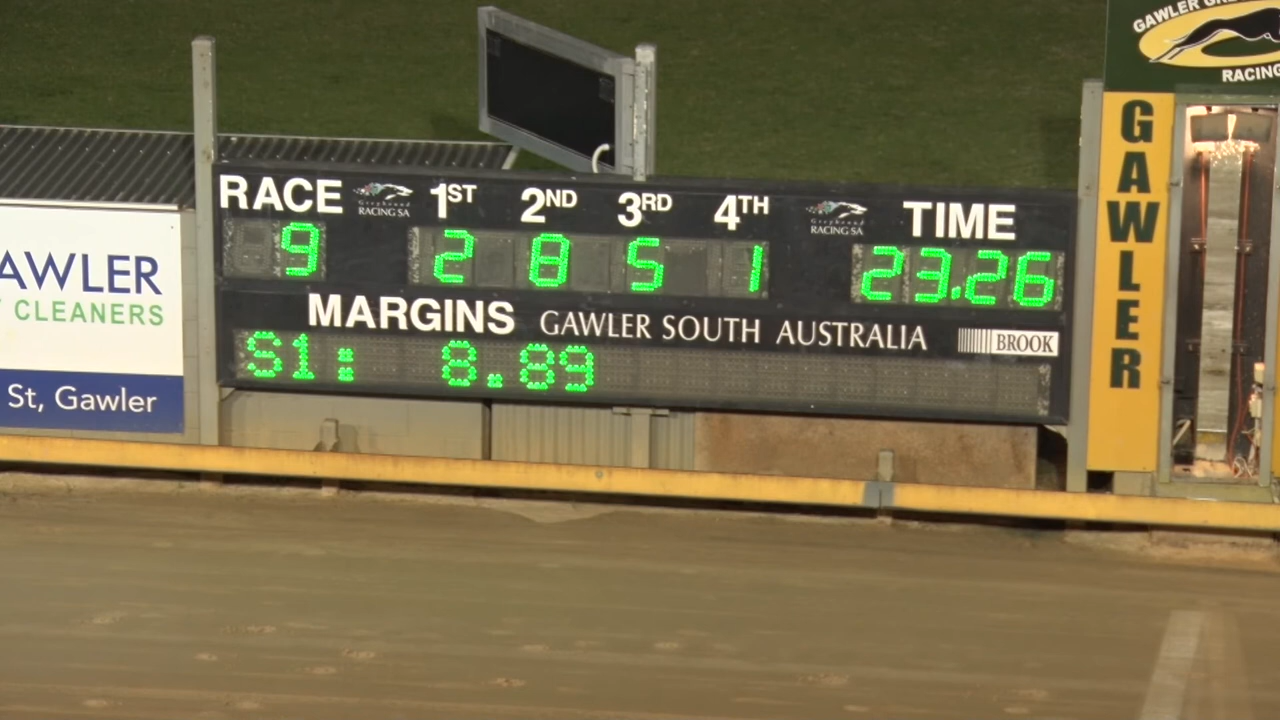 GAWLER
RACING
GAWLER
RACE
Greyhound
RACING SA
1ST 2ND 3RD 4TH
Greyhound
RACING SA
TIME
9 2 8 5 1 23.26
MARGINS GAWLER SOUTH AUSTRALIA BROOK
S1: 8.89
AWLER
CLEANERS
St, Gawler